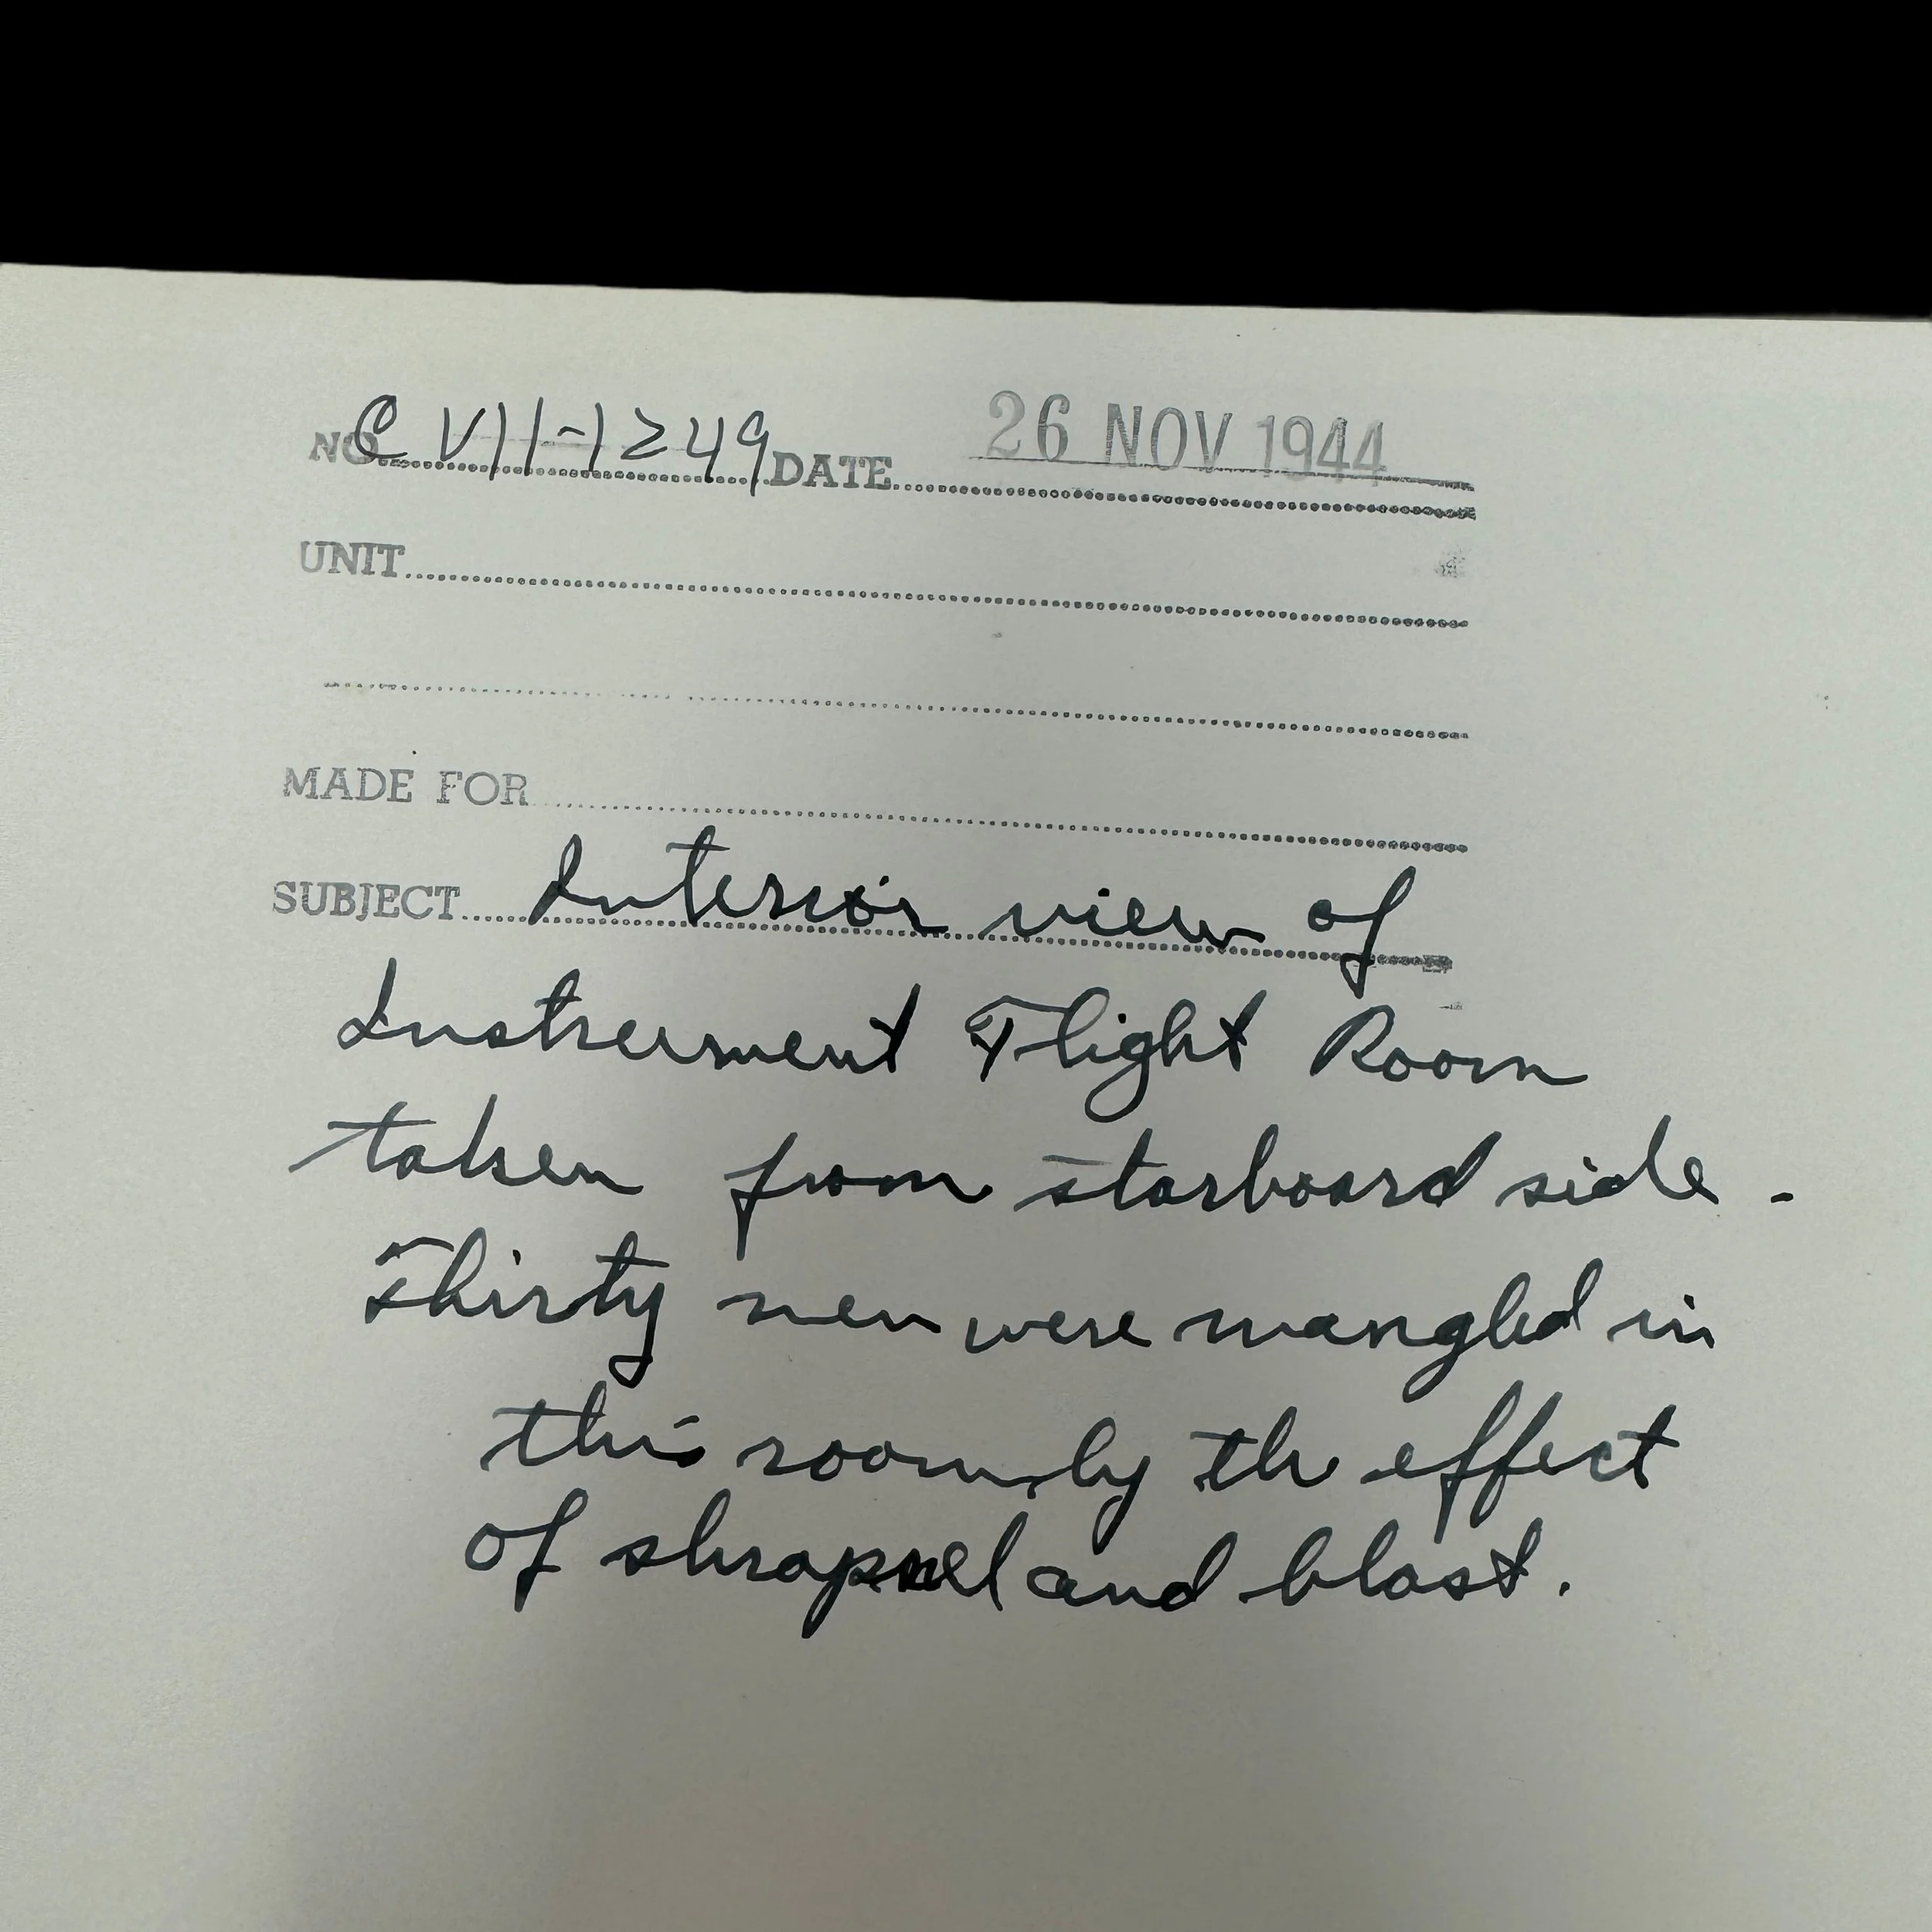 NO. CV11-1249 DATE 26 NOV 1944
UNIT
MADE FOR
SUBJECT Interior view of
Instrument Flight Room
taken from starboard side -
Thirty men were mangled in
this room by the effect
of shrapnel and blast.